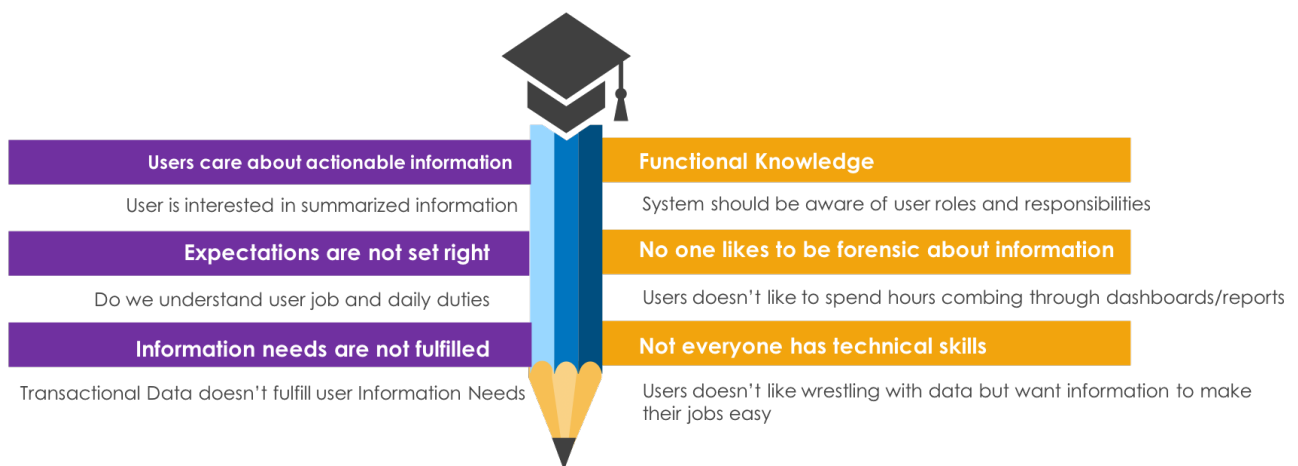 Users care about actionable information
User is interested in summarized information
Expectations are not set right
Do we understand user job and daily duties
Information needs are not fulfilled
Transactional Data doesn't fulfill user Information Needs
Functional Knowledge
System should be aware of user roles and responsibilities
No one likes to be forensic about information
Users doesn't like to spend hours combing through dashboards/reports
Not everyone has technical skills
Users doesn't like wrestling with data but want information to make
their jobs easy